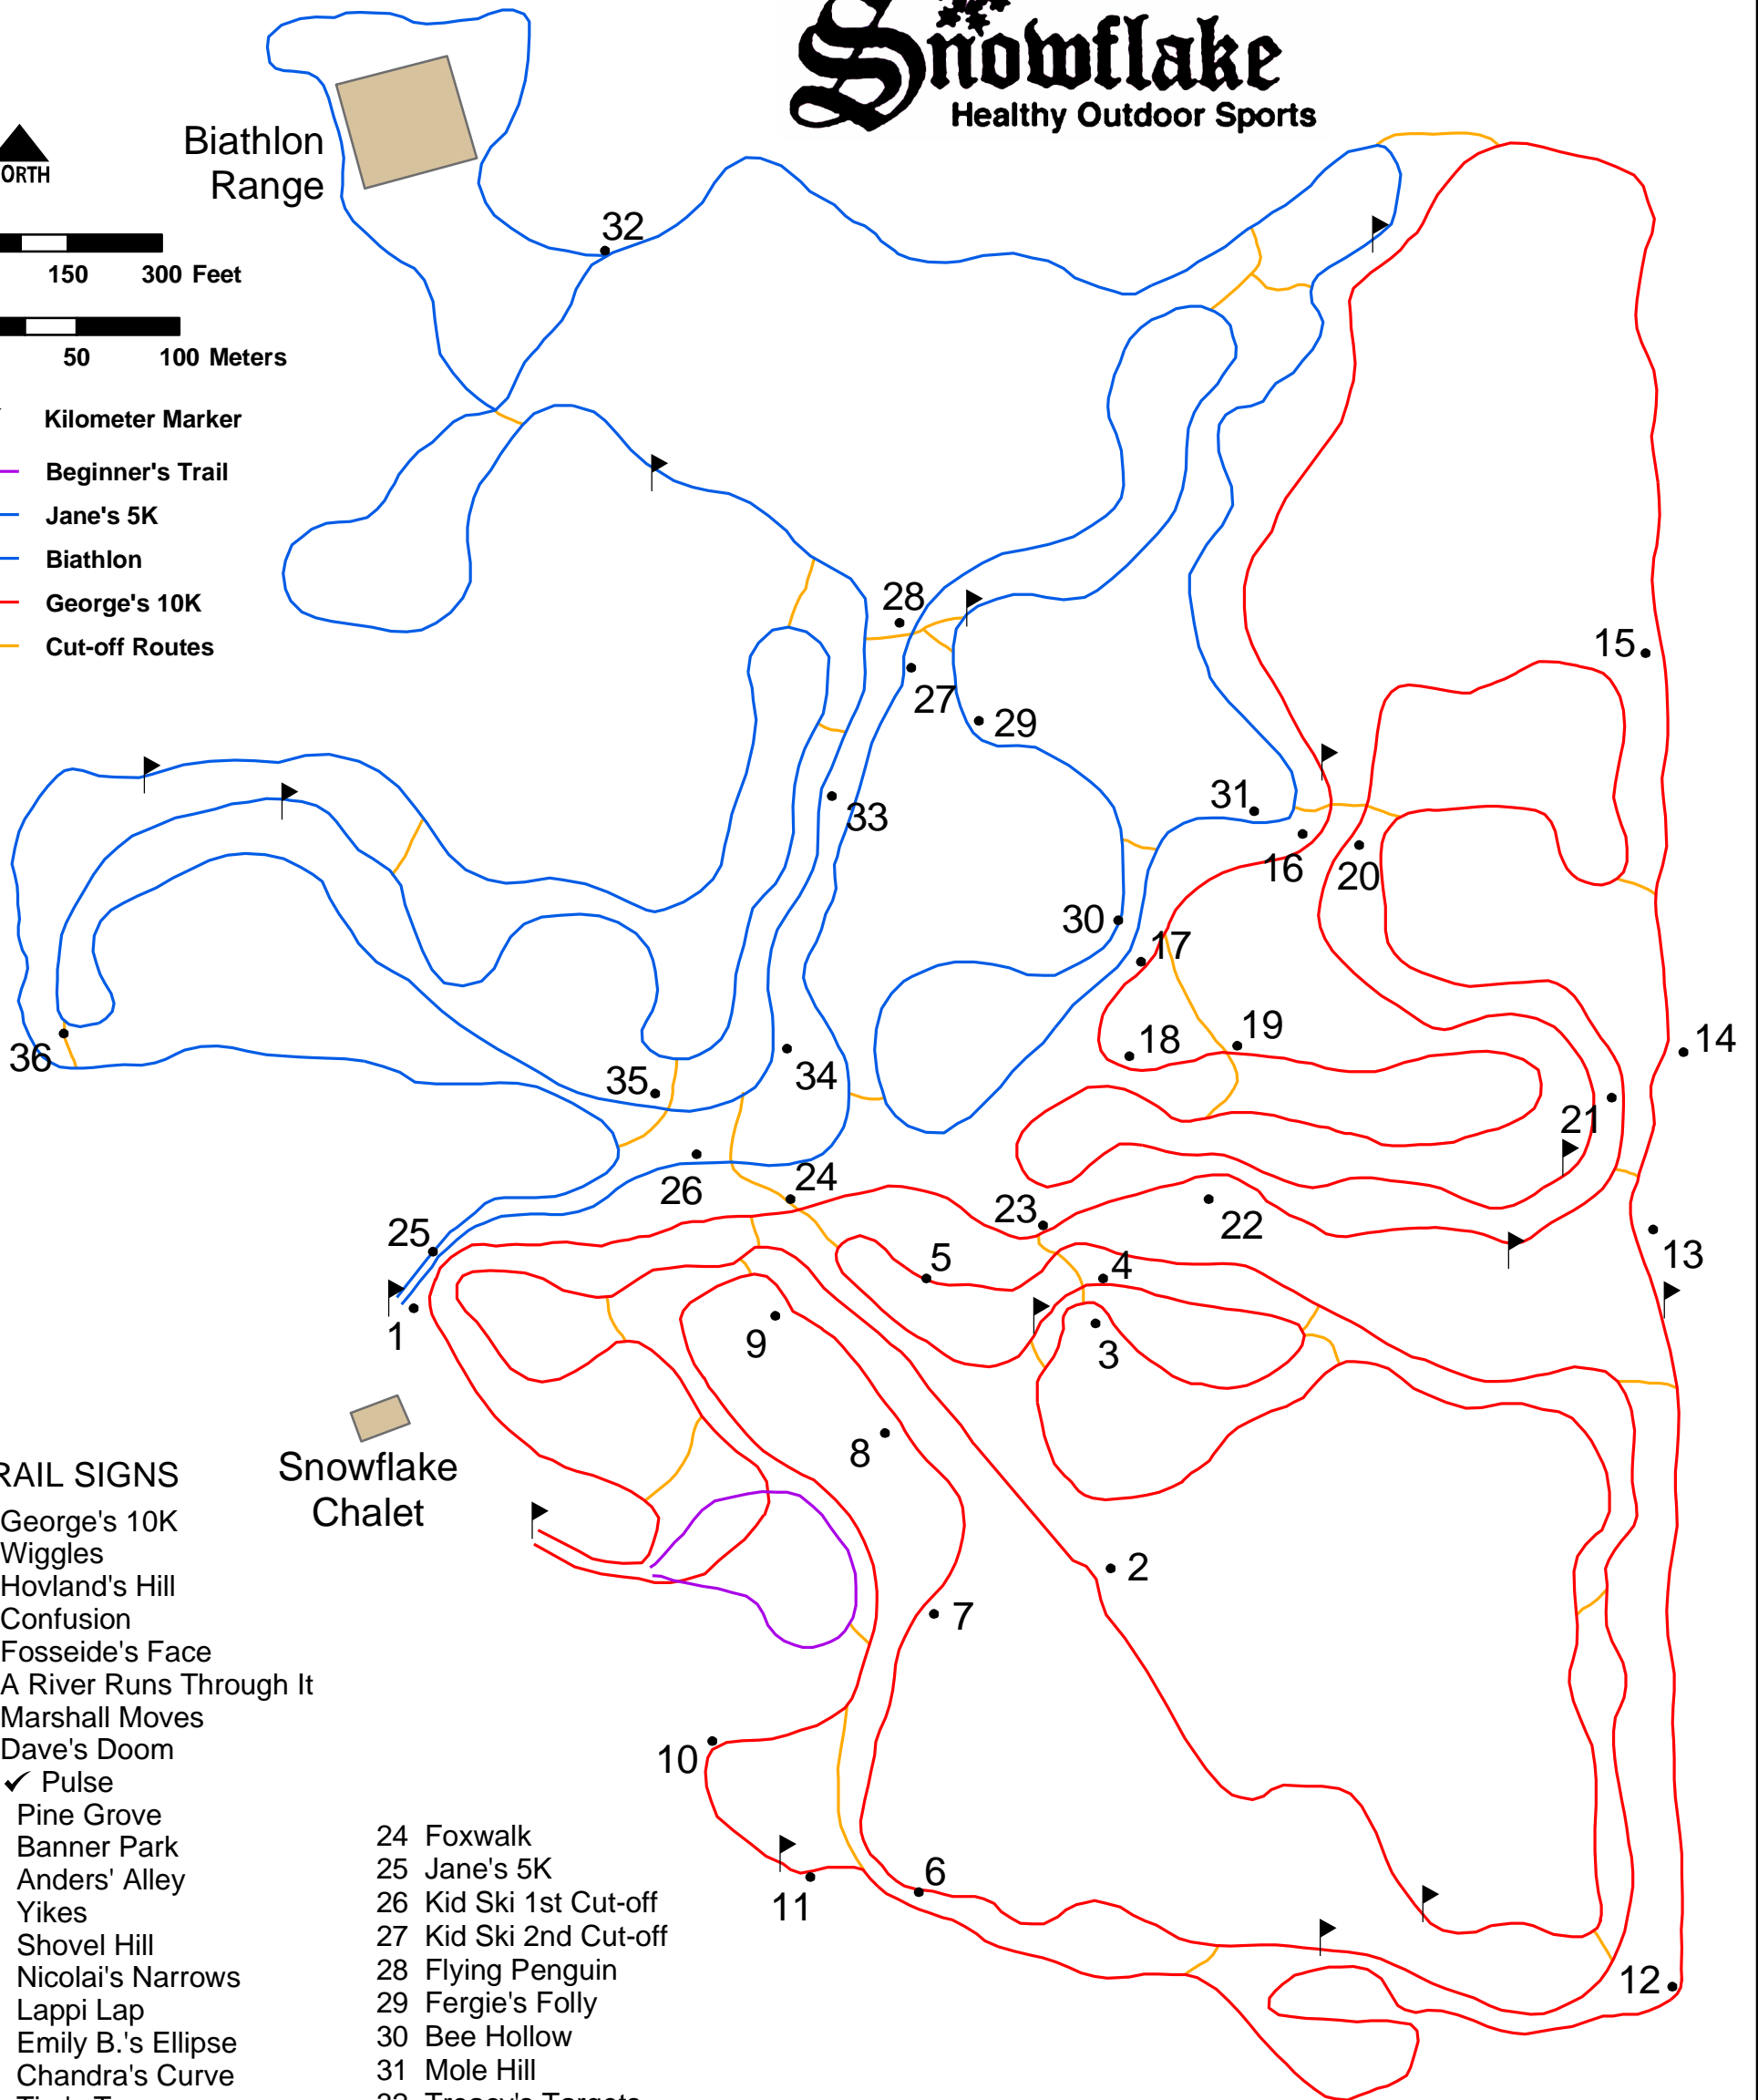 Snowflake
Healthy Outdoor Sports
Biathlon
Range
ORTH
150 300 Feet
50 100 Meters
Kilometer Marker
Beginner's Trail
Jane's 5K
Biathlon
George's 10K
Cut-off Routes
32
28
27
29
15
33
31
16
20
30
17
18
19
14
36
35
34
21
26
24
23
22
13
25
5
4
1
9
3
8
2
7
10
6
11
12
Snowflake
Chalet
RAIL SIGNS
George's 10K
Wiggles
Hovland's Hill
Confusion
Fosseide's Face
A River Runs Through It
Marshall Moves
Dave's Doom
✓ Pulse
Pine Grove
Banner Park
Anders' Alley
Yikes
Shovel Hill
Nicolai's Narrows
Lappi Lap
Emily B.'s Ellipse
Chandra's Curve
24 Foxwalk
25 Jane's 5K
26 Kid Ski 1st Cut-off
27 Kid Ski 2nd Cut-off
28 Flying Penguin
29 Fergie's Folly
30 Bee Hollow
31 Mole Hill
32 Treacy's Targets